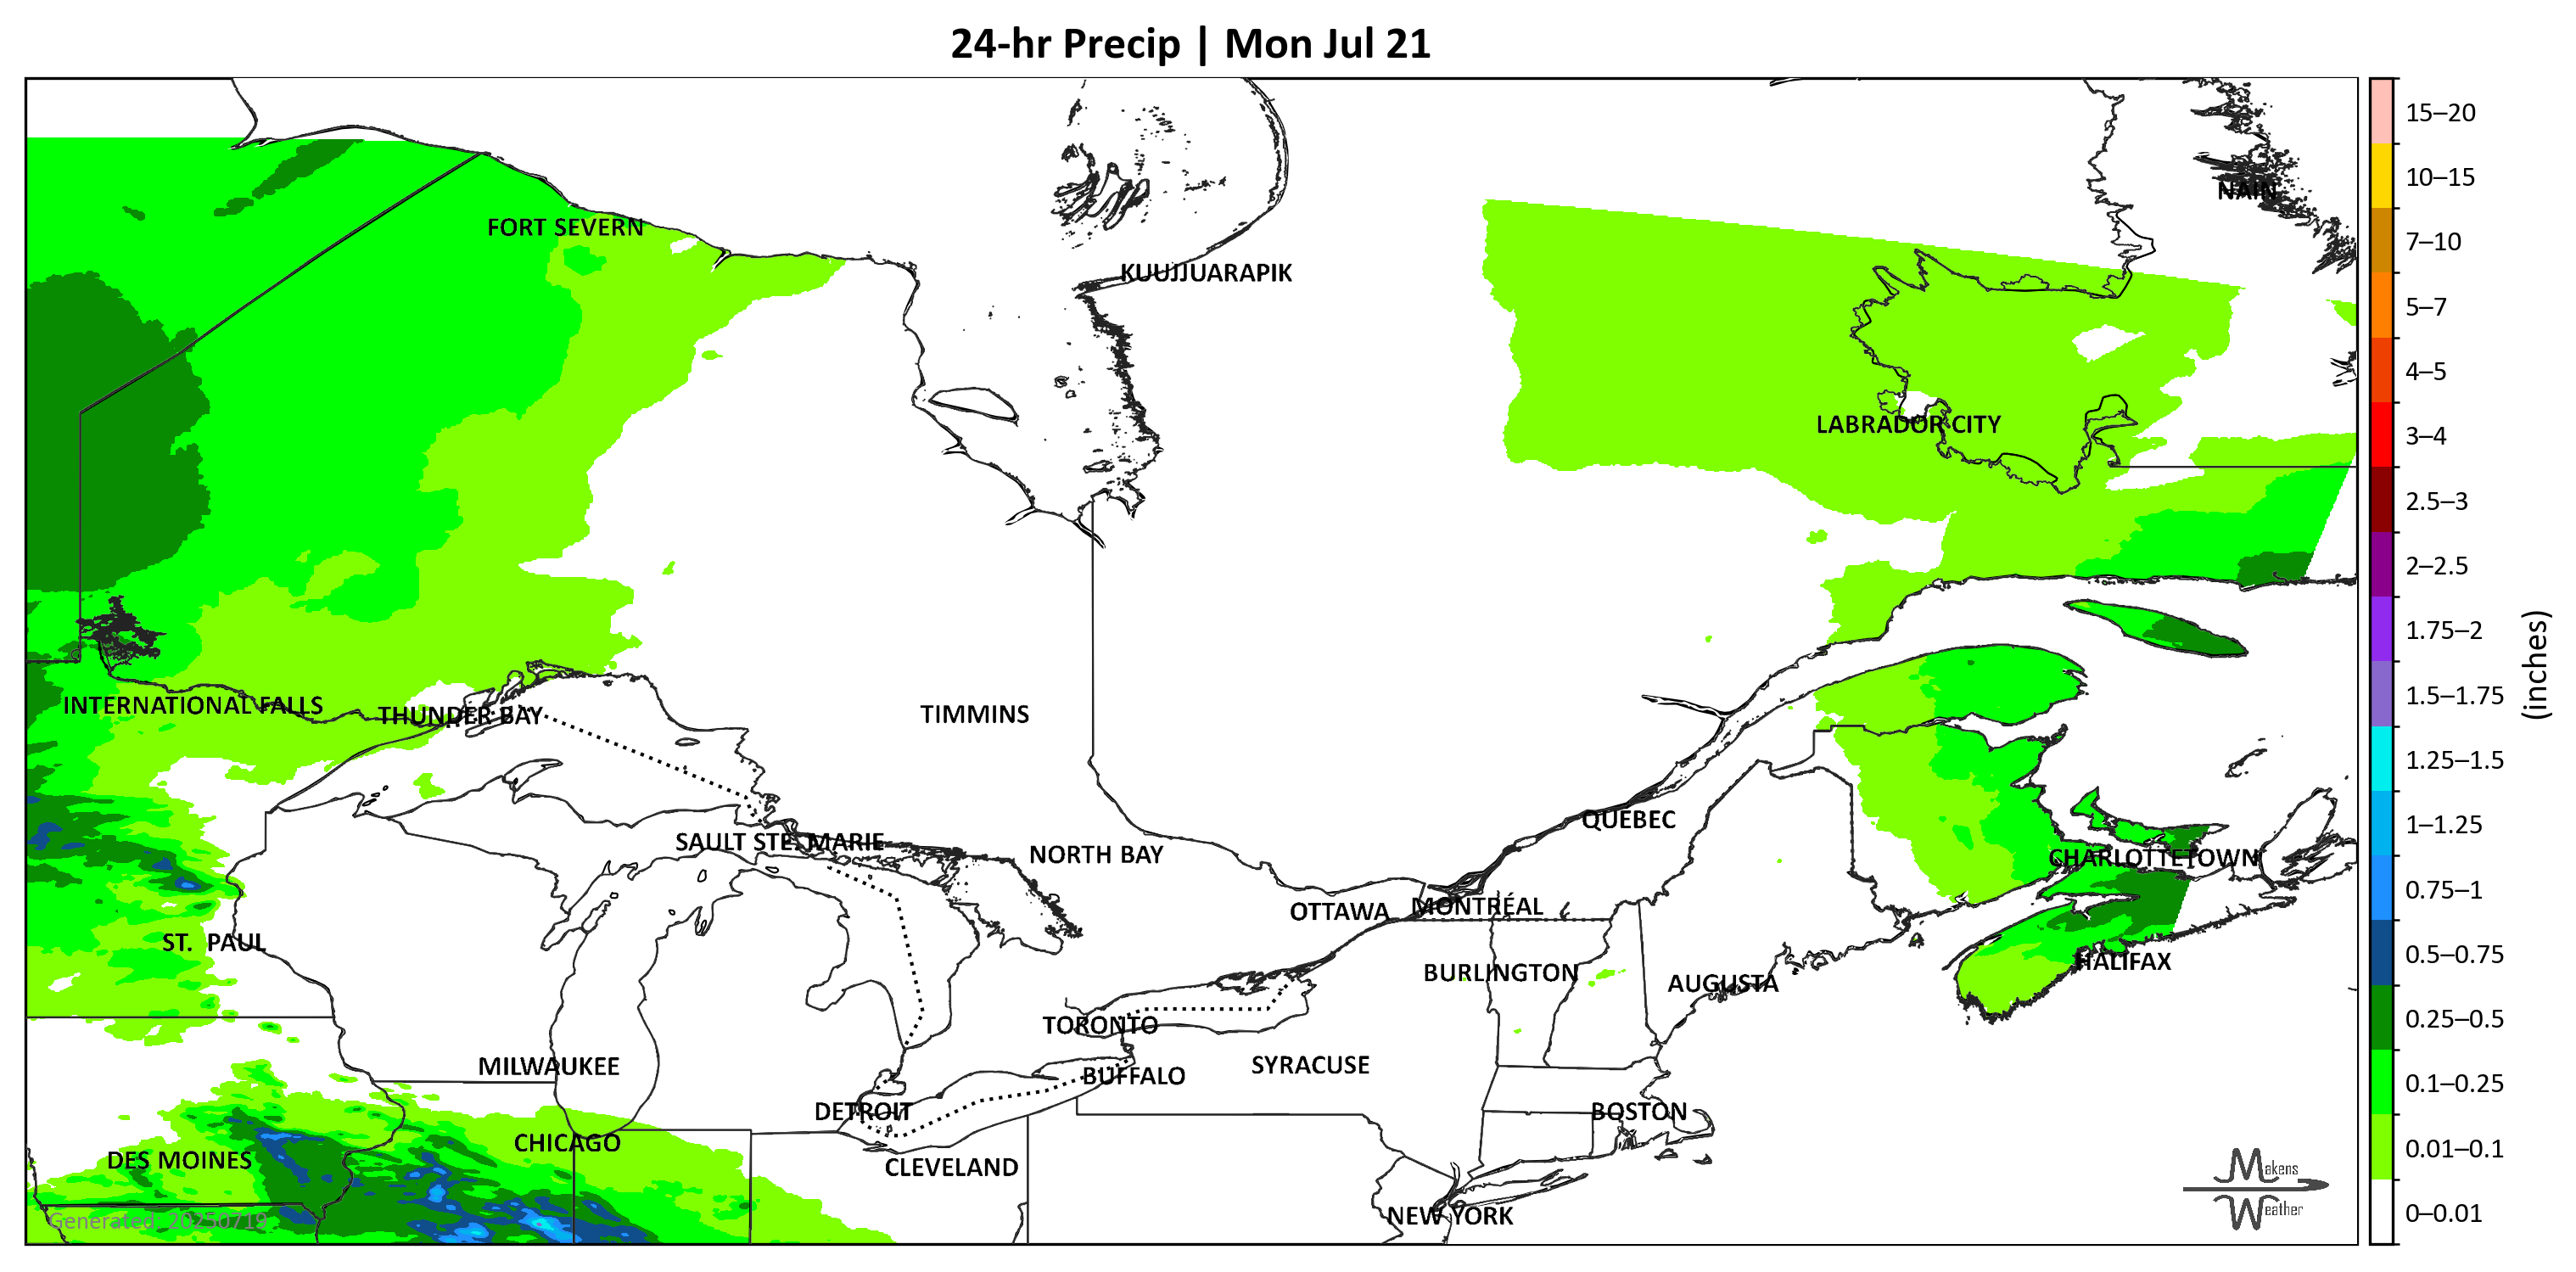 24-hr Precip | Mon Jul 21
15–20
10–15
7–10
5–7
4–5
3–4
2.5–3
2–2.5
1.75–2
1.5–1.75
1.25–1.5
1–1.25
0.75–1
0.5–0.75
0.25–0.5
0.1–0.25
0.01–0.1
0–0.01
(inches)
NAIN
FORT SEVERN
KUUJJUARAPIK
LABRADOR CITY
INTERNATIONAL FALLS
THUNDER BAY
TIMMINS
QUÉBEC
SAULT STE. MARIE
NORTH BAY
CHARLOTTETOWN
OTTAWA
MONTRÉAL
ST. PAUL
HALIFAX
BURLINGTON
AUGUSTA
TORONTO
MILWAUKEE
SYRACUSE
BUFFALO
DETROIT
BOSTON
CHICAGO
DES MOINES
CLEVELAND
NEW YORK
Generated: 20250719
Makens
Weather